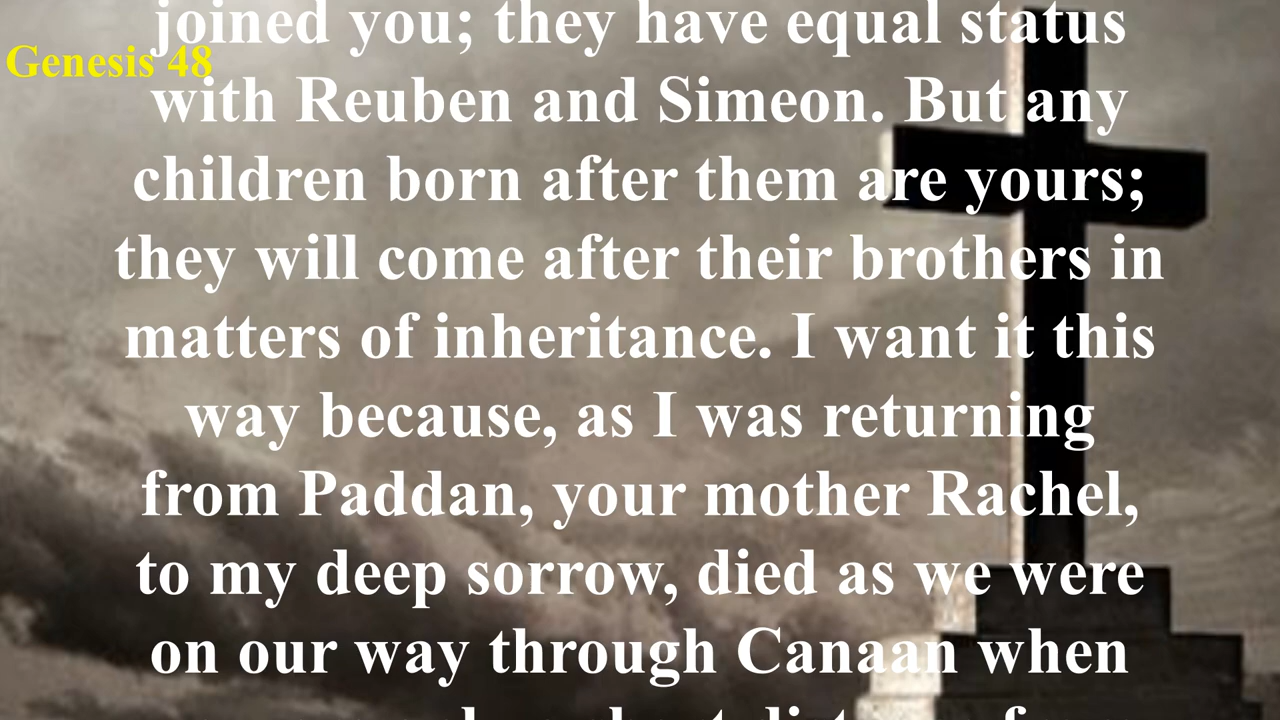 joined you; they have equal status
Genesis 48
with Reuben and Simeon. But any
children born after them are yours;
they will come after their brothers in
matters of inheritance. I want it this
way because, as I was returning
from Paddan, your mother Rachel,
to my deep sorrow, died as we were
on our way through Canaan when